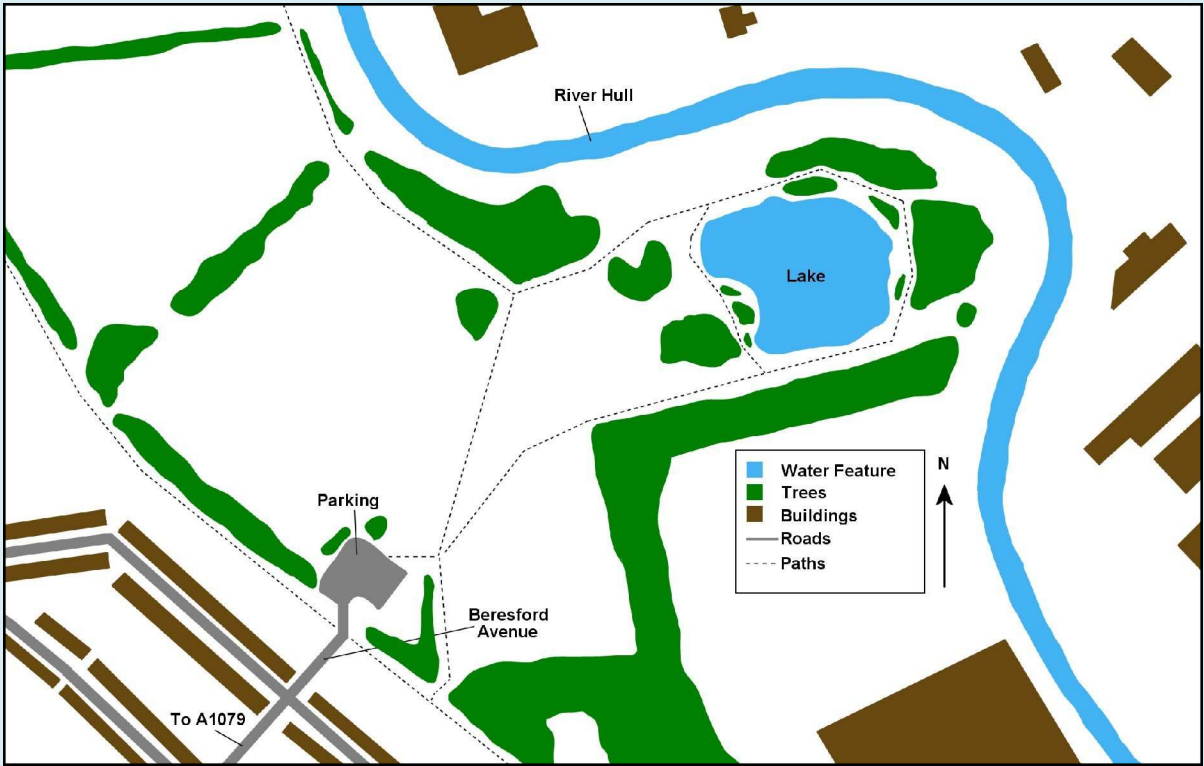 River Hull
Lake
Parking
N
Water Feature
Trees
Buildings
Roads
Paths
Beresford
Avenue
To A1079